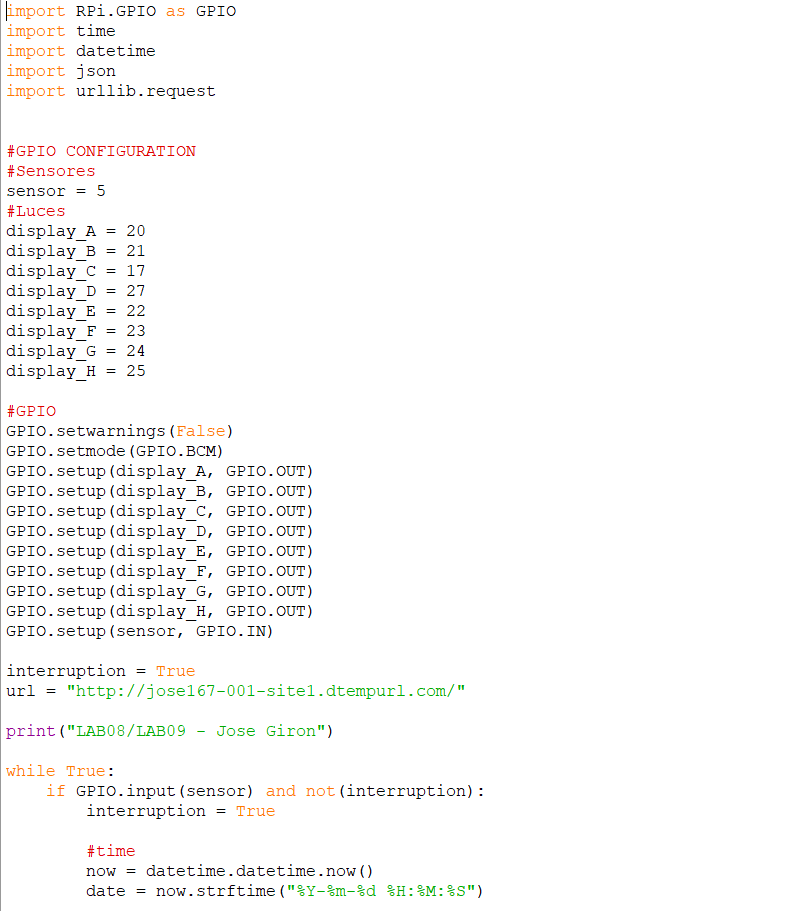 import RPi.GPIO as GPIO
import time
import datetime
import json
import urllib.request
#GPIO CONFIGURATION
#Sensores
sensor = 5
#Luces
display_A = 20
display_B = 21
display_C = 17
display_D = 27
display_E = 22
display_F = 23
display_G = 24
display_H = 25
#GPIO
GPIO.setwarnings(False)
GPIO.setmode(GPIO.BCM)
GPIO.setup(display_A, GPIO.OUT)
GPIO.setup(display_B, GPIO.OUT)
GPIO.setup(display_C, GPIO.OUT)
GPIO.setup(display_D, GPIO.OUT)
GPIO.setup(display_E, GPIO.OUT)
GPIO.setup(display_F, GPIO.OUT)
GPIO.setup(display_G, GPIO.OUT)
GPIO.setup(display_H, GPIO.OUT)
GPIO.setup(sensor, GPIO.IN)
interruption = True
url = "http://jose167-001-site1.dtempurl.com/"
print("LAB08/LAB09 - Jose Giron")
while True:
    if GPIO.input(sensor) and not(interruption):
        interruption = True
        #time
        now = datetime.datetime.now()
        date = now.strftime("%Y-%m-%d %H:%M:%S")